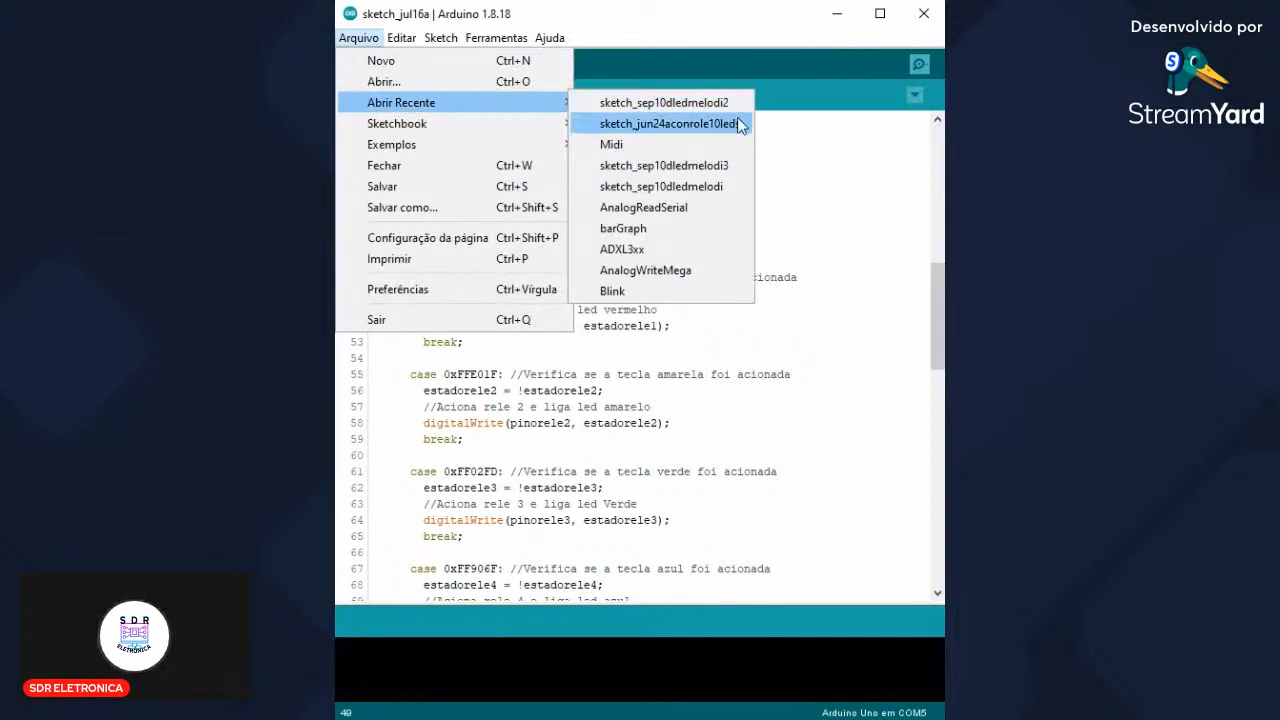 sketch_jul16a | Arduino 1.8.18
Arquivo Editar Sketch Ferramentas Ajuda
Novo Ctrl+N
Abrir... Ctrl+O
Abrir Recente
Sketchbook
Exemplos
Fechar Ctrl+W
Salvar Ctrl+S
Salvar como... Ctrl+Shift+S
Configuração da página Ctrl+Shift+P
Imprimir Ctrl+P
Preferências Ctrl+Vírgula
Sair Ctrl+Q
sketch_sep10dledmelodi2
sketch_jun24aconrole10leds
Midi
sketch_sep10dledmelodi3
sketch_sep10dledmelodi
AnalogReadSerial
barGraph
ADXL3xx
AnalogWriteMega
Blink
led vermelho
estadorele1);
53 break;
54
55 case 0xFFE01F: //Verifica se a tecla amarela foi acionada
56 estadorele2 = !estadorele2;
57 //Aciona rele 2 e liga led amarelo
58 digitalWrite(pinorele2, estadorele2);
59 break;
60
61 case 0xFF02FD: //Verifica se a tecla verde foi acionada
62 estadorele3 = !estadorele3;
63 //Aciona rele 3 e liga led Verde
64 digitalWrite(pinorele3, estadorele3);
65 break;
66
67 case 0xFF906F: //Verifica se a tecla azul foi acionada
68 estadorele4 = !estadorele4;
49 Arduino Uno em COM5
Desenvolvido por
S
StreamYard
SDR
ELETRONICA
SDR ELETRONICA